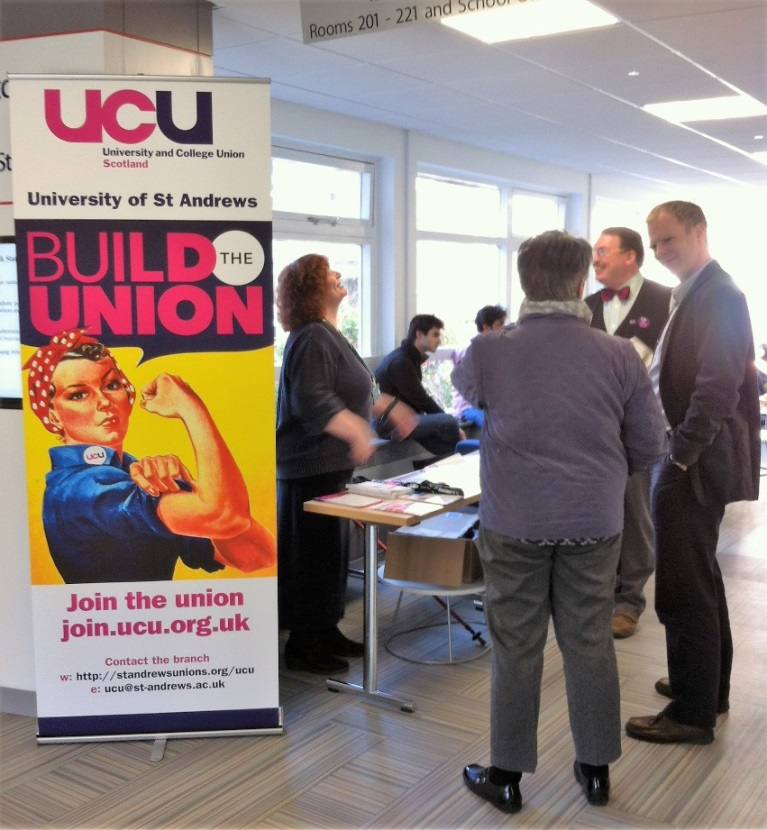 Rooms 201 - 221 and School
ucu
University and College Union
Scotland
University of St Andrews
BUILD THE
UNION
ucu
Join the union
join.ucu.org.uk
Contact the branch
w: http://standrewsunions.org/ucu
e: ucu@st-andrews.ac.uk